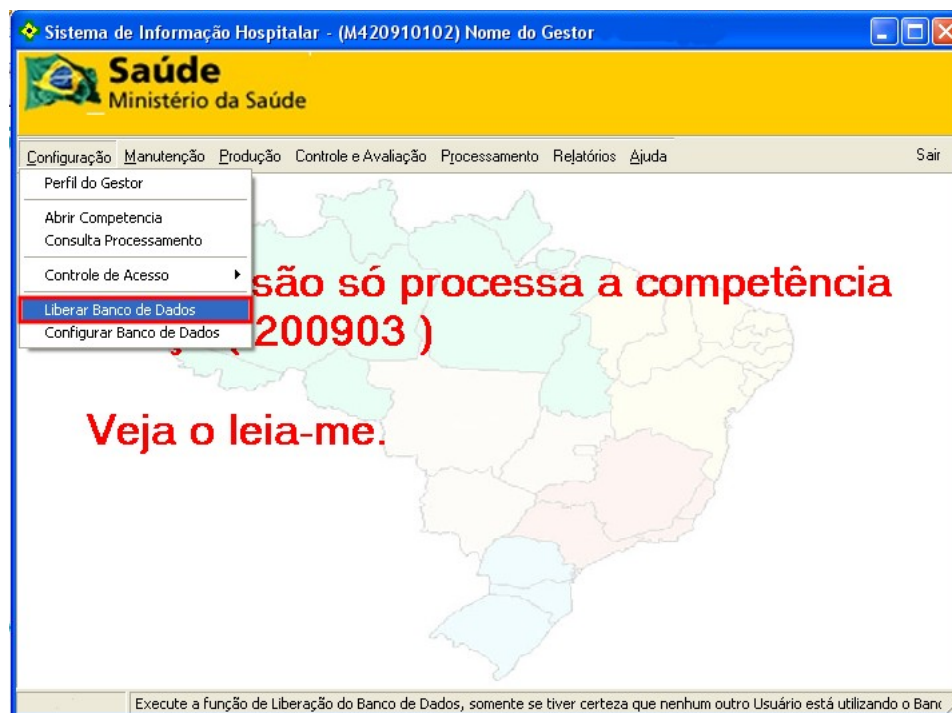 Sistema de Informação Hospitalar - (M420910102) Nome do Gestor
Saúde
Ministério da Saúde
Configuração Manutenção Produção Controle e Avaliação Processamento Relatórios Ajuda Sair
Perfil do Gestor
Abrir Competencia
Consulta Processamento
Controle de Acesso
Liberar Banco de Dados
Configurar Banco de Dados
são só processa a competência
200903 )
Veja o leia-me.
Execute a função de Liberação do Banco de Dados, somente se tiver certeza que nenhum outro Usuário está utilizando o Banc